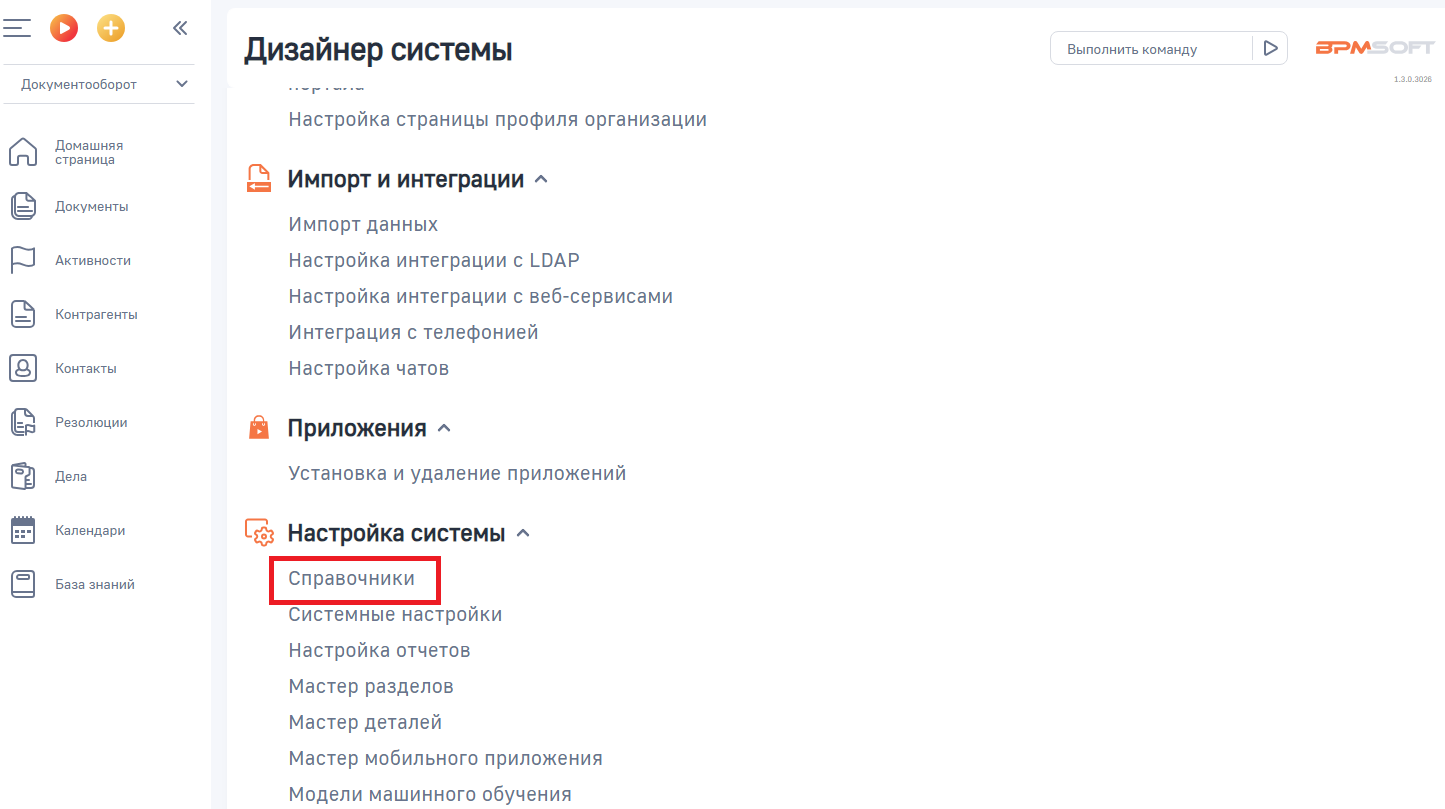 Документооборот
Домашняя
страница
Документы
Активности
Контрагенты
Контакты
Резолюции
Дела
Календари
База знаний
Дизайнер системы
Выполнить команду
BPMSOFT
1.3.0.3026
портала
Настройка страницы профиля организации
Импорт и интеграции
Импорт данных
Настройка интеграции с LDAP
Настройка интеграции с веб-сервисами
Интеграция с телефонией
Настройка чатов
Приложения
Установка и удаление приложений
Настройка системы
Справочники
Системные настройки
Настройка отчетов
Мастер разделов
Мастер деталей
Мастер мобильного приложения
Модели машинного обучения